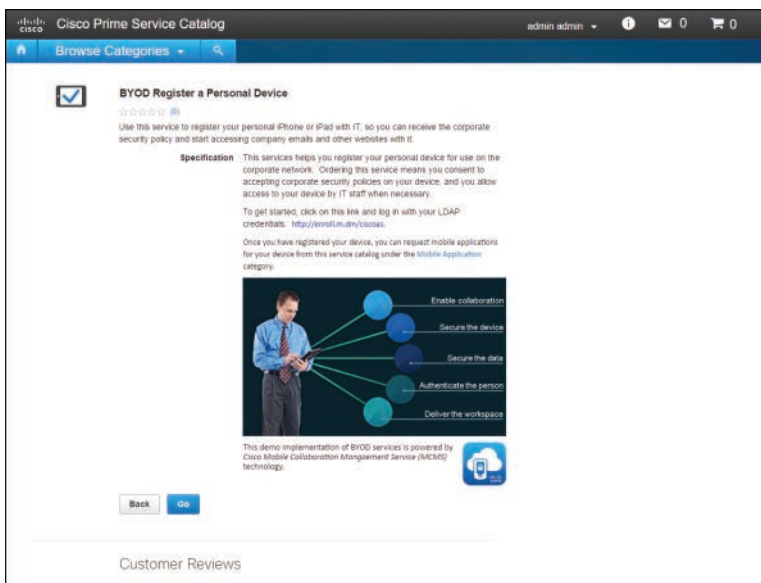 cisco Cisco Prime Service Catalog admin admin 0 0
Browse Categories
BYOD Register a Personal Device
(0)
Use this service to register your personal iPhone or iPad with IT, so you can receive the corporate
security policy and start accessing company emails and other websites with it.
Specification This services helps you register your personal device for use on the
corporate network. Ordering this service means you consent to
accepting corporate security policies on your device, and you allow
access to your device by IT staff when necessary.
To get started, click on this link and log in with your LDAP
credentials. http://enroll.m.dm/ciscoas.
Once you have registered your device, you can request mobile applications
for your device from this service catalog under the Mobile Application
category.
Enable collaboration
Secure the device
Secure the data
Authenticate the person
Deliver the workspace
This demo implementation of BYOD services is powered by
Cisco Mobile Collaboration Mangaement Service (MCMS)
technology.
Back Go
Customer Reviews